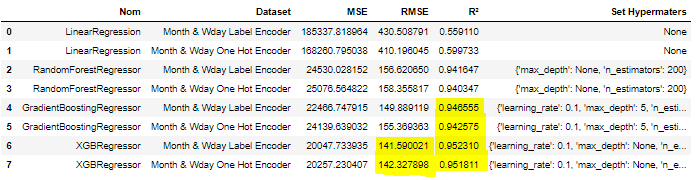 Nom Dataset MSE RMSE R² Set Hypermaters
0 LinearRegression Month & Wday Label Encoder 185337.818964 430.508791 0.559110 None
1 LinearRegression Month & Wday One Hot Encoder 168260.795038 410.196045 0.599733 None
2 RandomForestRegressor Month & Wday Label Encoder 24530.028152 156.620650 0.941647 {'max_depth': None, 'n_estimators': 200}
3 RandomForestRegressor Month & Wday One Hot Encoder 25076.564822 158.355817 0.940347 {'max_depth': None, 'n_estimators': 200}
4 GradientBoostingRegressor Month & Wday Label Encoder 22466.747915 149.889119 0.946555 {'learning_rate': 0.1, 'max_depth': 5, 'n_esti...
5 GradientBoostingRegressor Month & Wday One Hot Encoder 24139.639032 155.369363 0.942575 {'learning_rate': 0.1, 'max_depth': 5, 'n_esti...
6 XGBRegressor Month & Wday Label Encoder 20047.733935 141.590021 0.952310 {'learning_rate': 0.1, 'max_depth': None, 'n_e...
7 XGBRegressor Month & Wday One Hot Encoder 20257.230407 142.327898 0.951811 {'learning_rate': 0.1, 'max_depth': None, 'n_e...